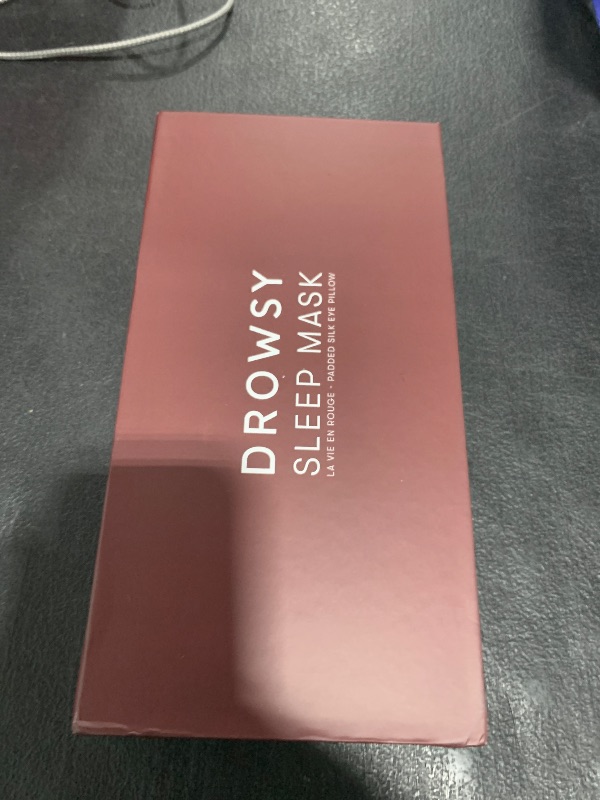 DROWSY
SLEEP MASK
LA VIE EN ROUGE - PADDED SILK EYE PILLOW